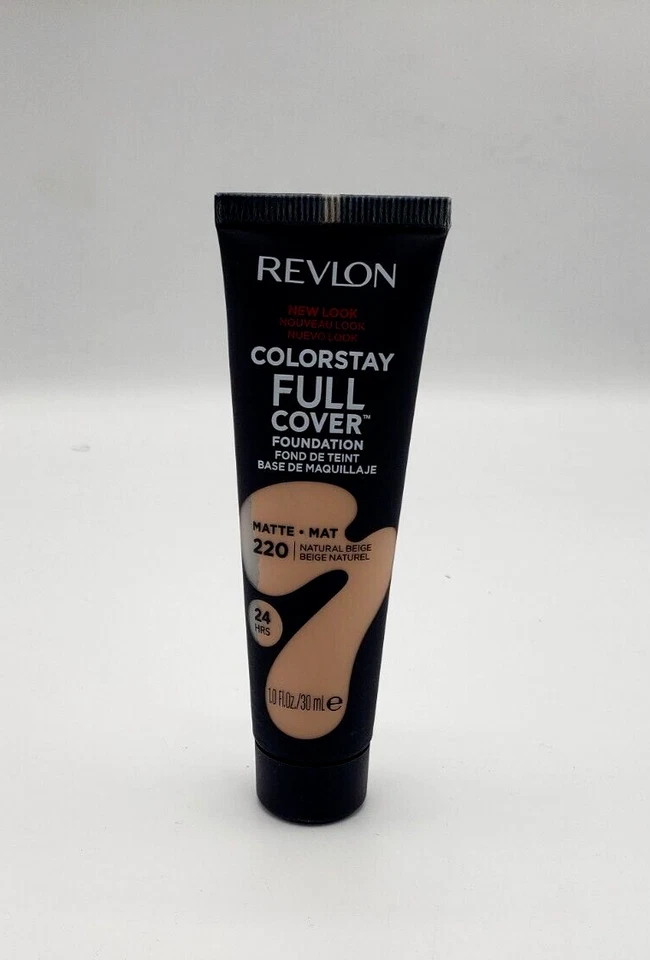 REVLON
NEW LOOK
NOUVEAU LOOK
NUEVO LOOK
COLORSTAY
FULL
COVER™
FOUNDATION
FOND DE TEINT
BASE DE MAQUILLAJE
MATTE • MAT
220 | NATURAL BEIGE
BEIGE NATUREL
24
HRS
1.0 Fl.Oz./30 mL ℮